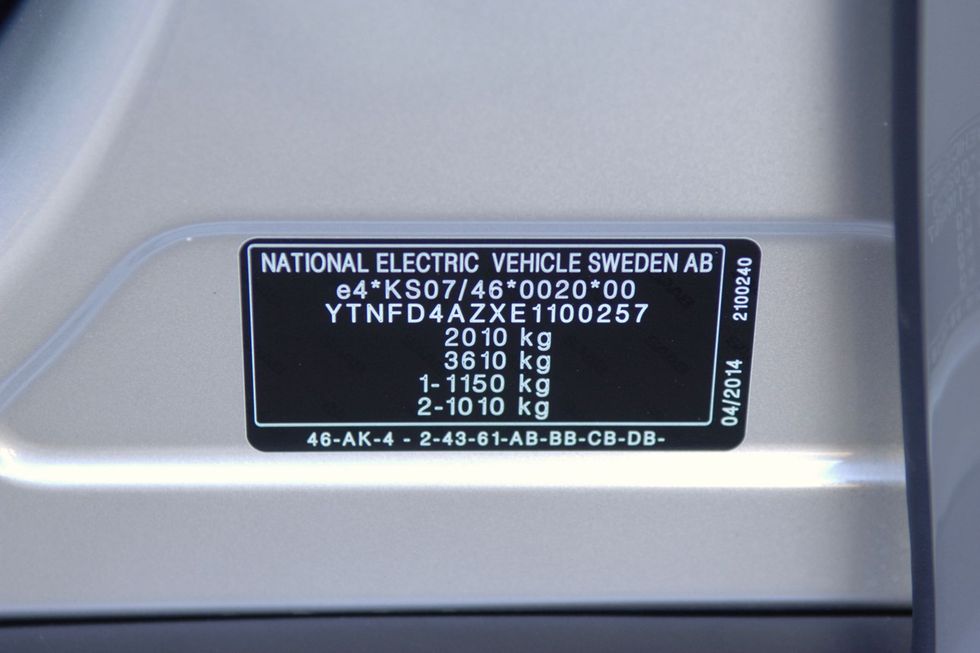 NATIONAL ELECTRIC VEHICLE SWEDEN AB
e4*KS07/46*0020*00
YTNFD4AZXE1100257
2010 kg
3610 kg
1-1150 kg
2-1010 kg
46-AK-4 - 2-43-61-AB-BB-CB-DB-
2100240
04/2014